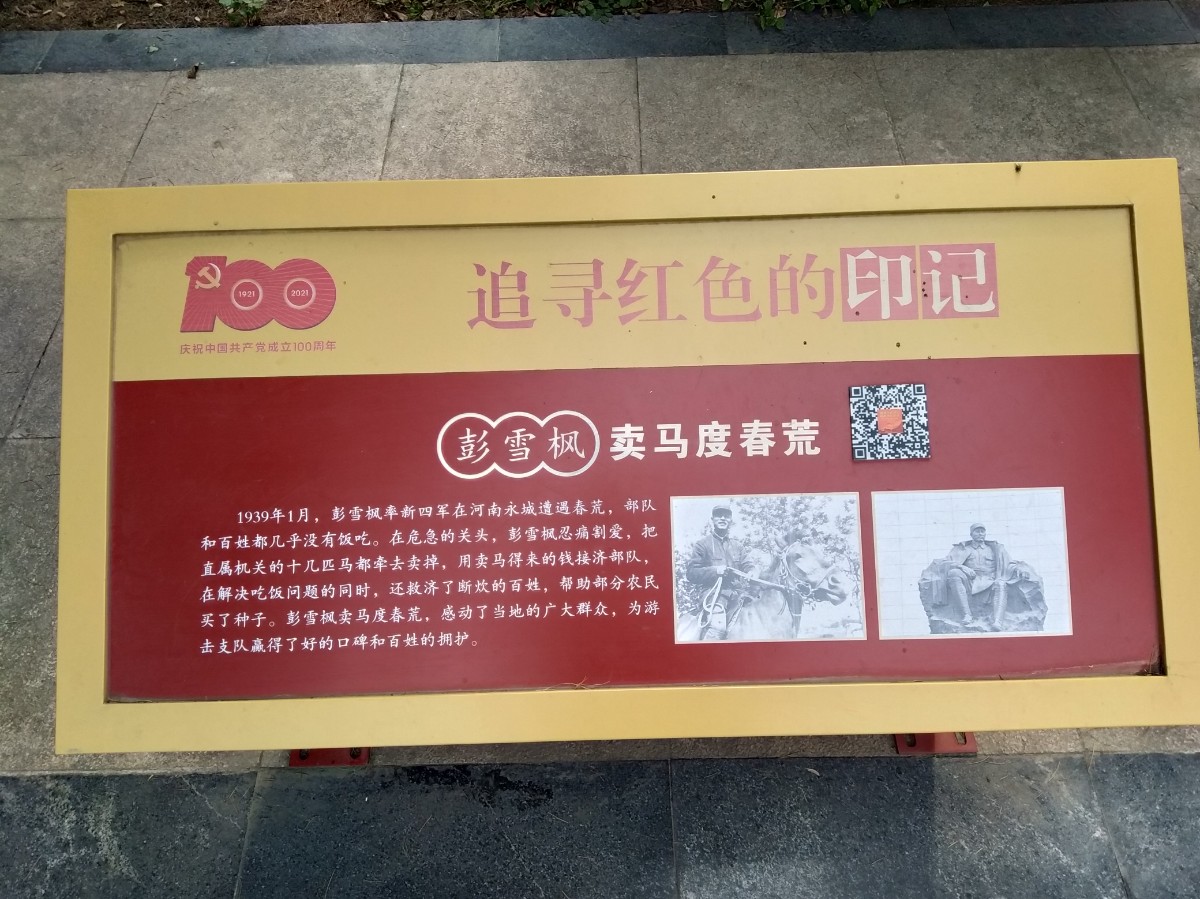 追寻红色的印记
1921 2021
庆祝中国共产党成立100周年
彭雪枫 卖马度春荒
1939年1月，彭雪枫率新四军在河南永城遭遇春荒，部队
和百姓都几乎没有饭吃。在危急的关头，彭雪枫忍痛割爱，把
直属机关的十几匹马都牵去卖掉，用卖马得来的钱接济部队，
在解决吃饭问题的同时，还救济了断炊的百姓，帮助部分农民
买了种子。彭雪枫卖马度春荒，感动了当地的广大群众，为游
击支队赢得了好的口碑和百姓的拥护。